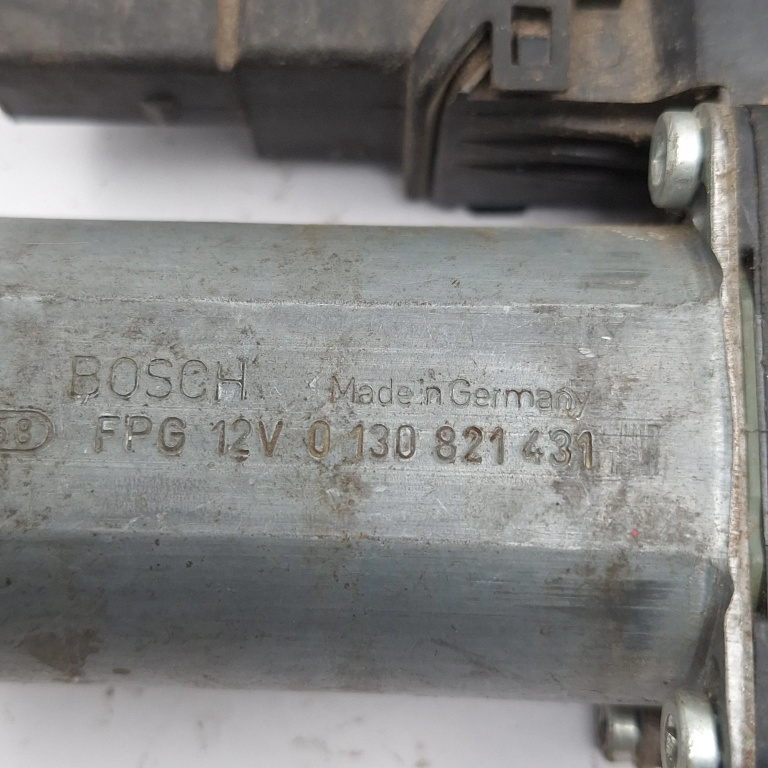 BOSCH Made in Germany
FPG 12V 0 130 821 431